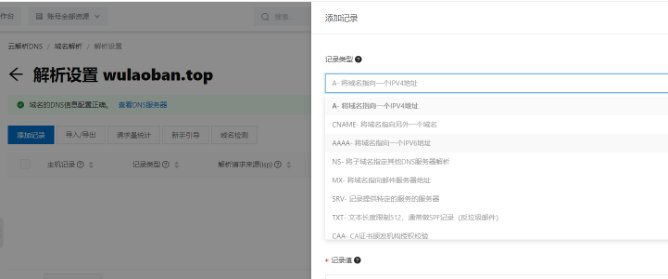 作台
账号全部资源
搜索...
云解析DNS / 域名解析 / 解析设置
← 解析设置 wulaoban.top
域名的DNS信息配置正确。 查看DNS服务器
添加记录 导入/导出 请求量统计 新手引导 域名检测
主机记录 记录类型 解析请求来源(isp)
添加记录
记录类型
A- 将域名指向一个IPV4地址
A- 将域名指向一个IPV4地址
CNAME- 将域名指向另外一个域名
AAAA- 将域名指向一个IPV6地址
NS- 将子域名指定其他DNS服务器解析
MX- 将域名指向邮件服务器地址
SRV- 记录提供特定的服务的服务器
TXT- 文本长度限制512，通常做SPF记录（反垃圾邮件）
CAA- CA证书颁发机构授权校验
* 记录值